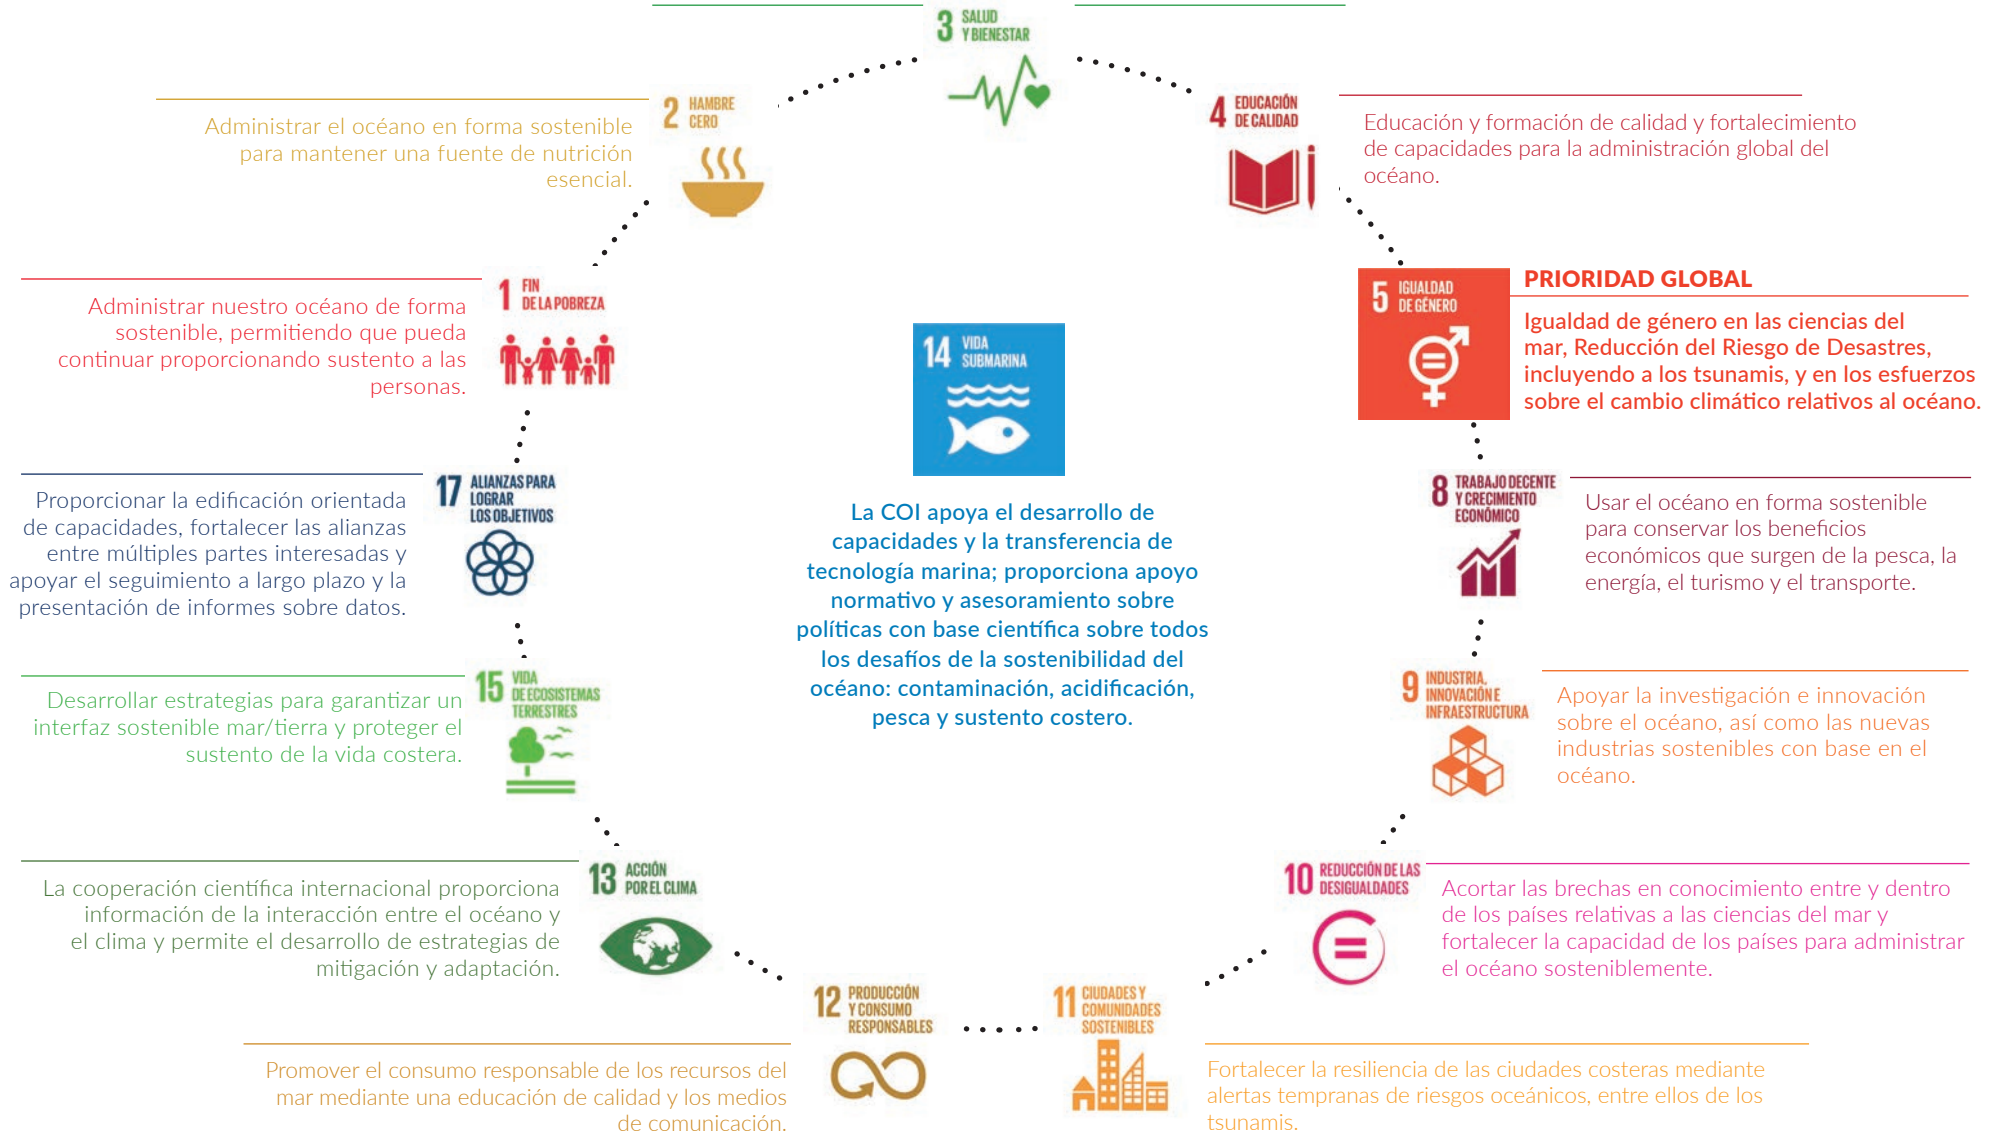 3 SALUD
Y BIENESTAR
2 HAMBRE
CERO
Administrar el océano en forma sostenible
para mantener una fuente de nutrición
esencial.
4 EDUCACIÓN
DE CALIDAD
Educación y formación de calidad y fortalecimiento
de capacidades para la administración global del
océano.
1 FIN
DE LA POBREZA
Administrar nuestro océano de forma
sostenible, permitiendo que pueda
continuar proporcionando sustento a las
personas.
5 IGUALDAD
DE GÉNERO
PRIORIDAD GLOBAL
Igualdad de género en las ciencias del
mar, Reducción del Riesgo de Desastres,
incluyendo a los tsunamis, y en los esfuerzos
sobre el cambio climático relativos al océano.
14 VIDA
SUBMARINA
La COI apoya el desarrollo de
capacidades y la transferencia de
tecnología marina; proporciona apoyo
normativo y asesoramiento sobre
políticas con base científica sobre todos
los desafíos de la sostenibilidad del
océano: contaminación, acidificación,
pesca y sustento costero.
17 ALIANZAS PARA
LOGRAR
LOS OBJETIVOS
Proporcionar la edificación orientada
de capacidades, fortalecer las alianzas
entre múltiples partes interesadas y
apoyar el seguimiento a largo plazo y la
presentación de informes sobre datos.
8 TRABAJO DECENTE
Y CRECIMIENTO
ECONÓMICO
Usar el océano en forma sostenible
para conservar los beneficios
económicos que surgen de la pesca, la
energía, el turismo y el transporte.
15 VIDA
DE ECOSISTEMAS
TERRESTRES
Desarrollar estrategias para garantizar un
interfaz sostenible mar/tierra y proteger el
sustento de la vida costera.
9 INDUSTRIA,
INNOVACIÓN E
INFRAESTRUCTURA
Apoyar la investigación e innovación
sobre el océano, así como las nuevas
industrias sostenibles con base en el
océano.
13 ACCIÓN
POR EL CLIMA
La cooperación científica internacional proporciona
información de la interacción entre el océano y
el clima y permite el desarrollo de estrategias de
mitigación y adaptación.
10 REDUCCIÓN DE LAS
DESIGUALDADES
Acortar las brechas en conocimiento entre y dentro
de los países relativas a las ciencias del mar y
fortalecer la capacidad de los países para administrar
el océano sosteniblemente.
12 PRODUCCIÓN
Y CONSUMO
RESPONSABLES
Promover el consumo responsable de los recursos del
mar mediante una educación de calidad y los medios
de comunicación.
11 CIUDADES Y
COMUNIDADES
SOSTENIBLES
Fortalecer la resiliencia de las ciudades costeras mediante
alertas tempranas de riesgos oceánicos, entre ellos de los
tsunamis.